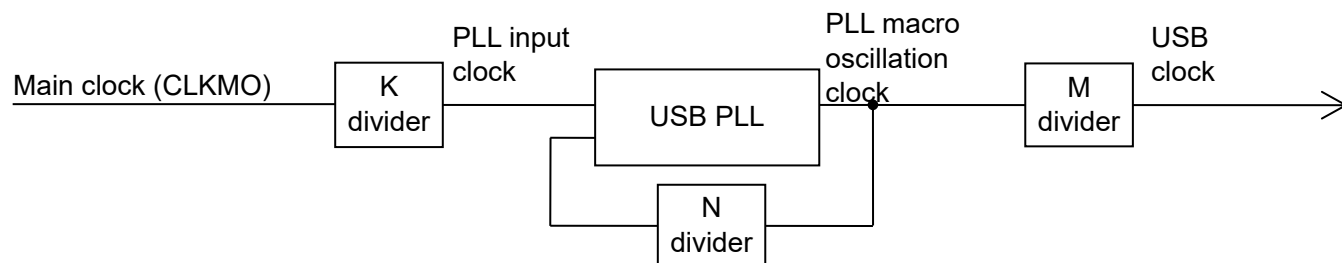 Main clock (CLKMO)
K
divider
PLL input
clock
USB PLL
N
divider
PLL macro
oscillation
clock
M
divider
USB
clock